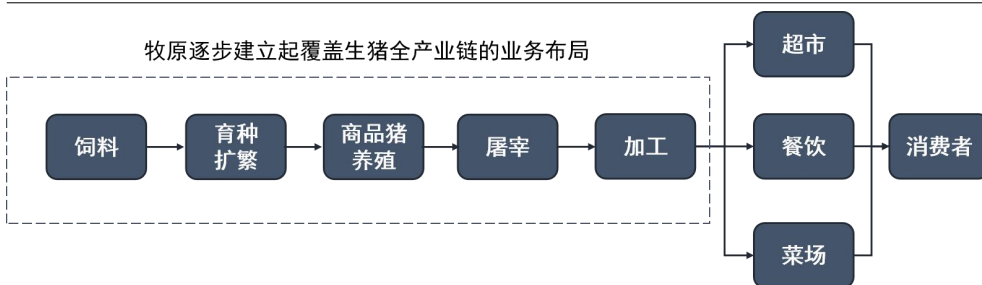 牧原逐步建立起覆盖生猪全产业链的业务布局
饲料
育种
扩繁
商品猪
养殖
屠宰
加工
超市
餐饮
菜场
消费者